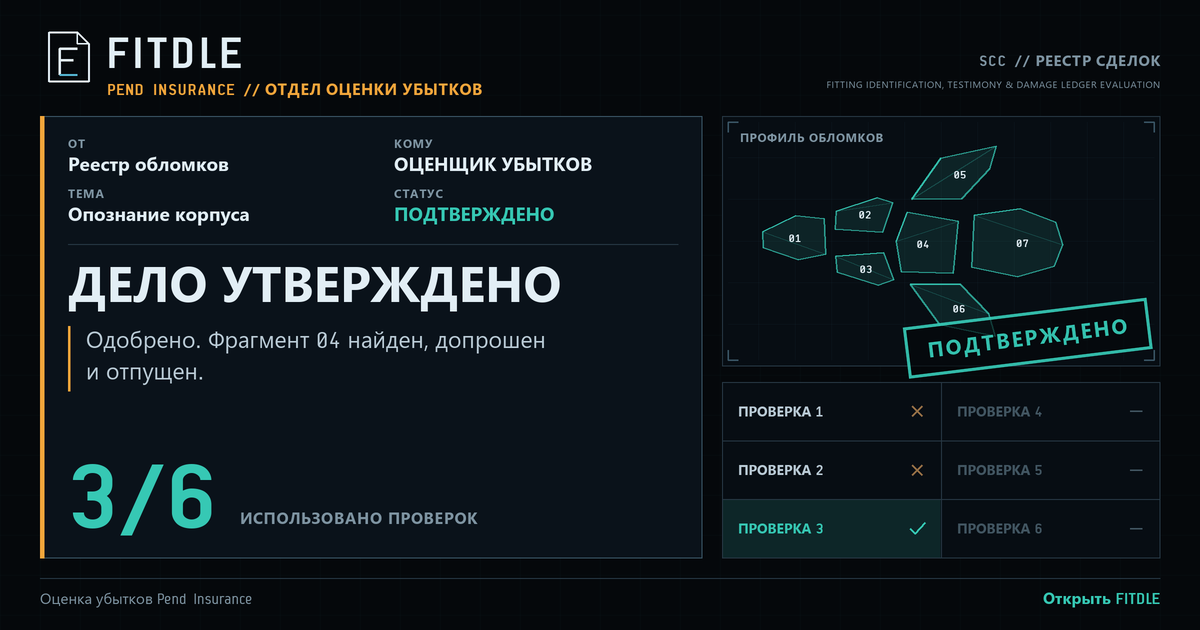 FITDLE
PEND INSURANCE // ОТДЕЛ ОЦЕНКИ УБЫТКОВ
SCC // РЕЕСТР СДЕЛОК
FITTING IDENTIFICATION, TESTIMONY & DAMAGE LEDGER EVALUATION
ОТ
Реестр обломков
КОМУ
ОЦЕНЩИК УБЫТКОВ
ТЕМА
Опознание корпуса
СТАТУС
ПОДТВЕРЖДЕНО
ДЕЛО УТВЕРЖДЕНО
Одобрено. Фрагмент 04 найден, допрошен
и отпущен.
3/6
ИСПОЛЬЗОВАНО ПРОВЕРОК
ПРОФИЛЬ ОБЛОМКОВ
05
02
01
04
07
03
06
ПОДТВЕРЖДЕНО
ПРОВЕРКА 1
ПРОВЕРКА 4
ПРОВЕРКА 2
ПРОВЕРКА 5
ПРОВЕРКА 3
ПРОВЕРКА 6
Оценка убытков Pend Insurance
Открыть FITDLE